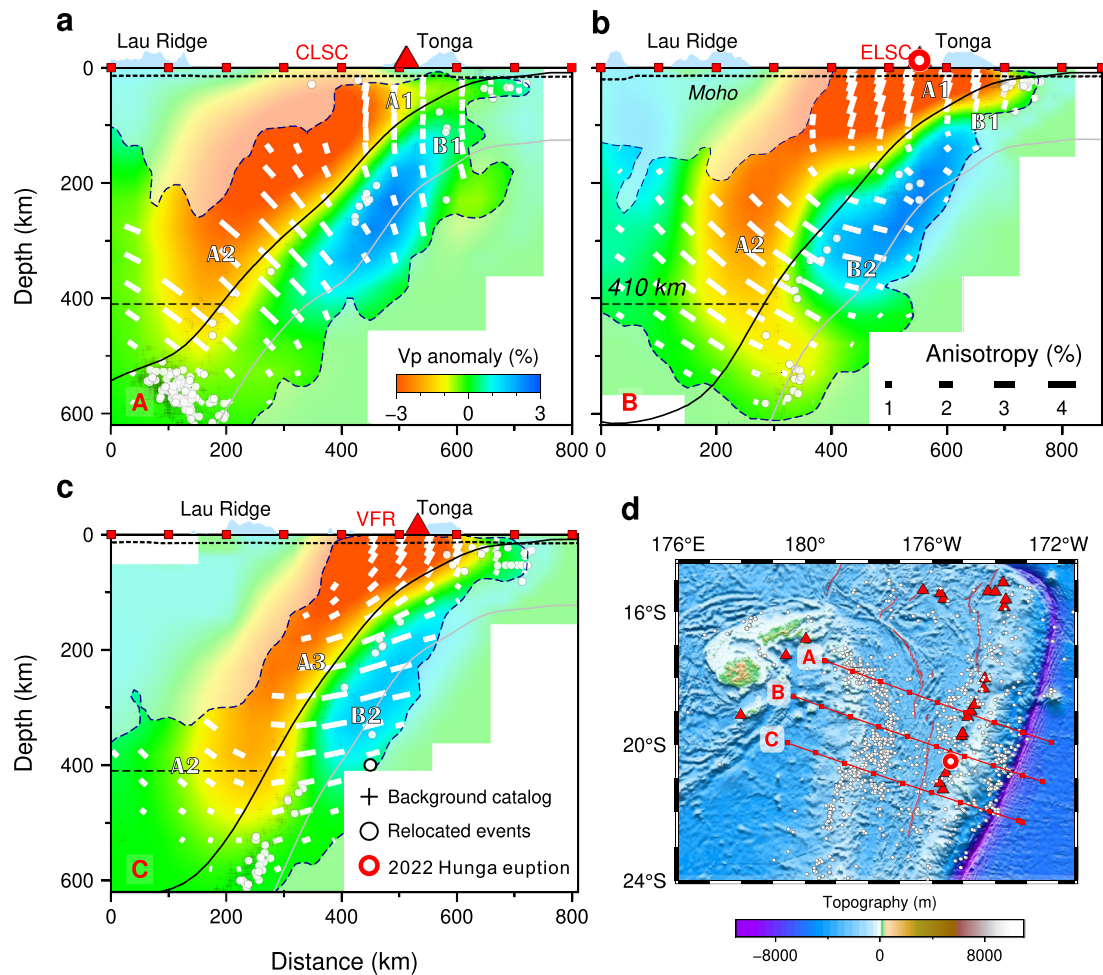 a
Lau Ridge
CLSC
Tonga
0
200
400
600
Depth (km)
A1
B1
A2
A
Vp anomaly (%)
−3 0 3
0 200 400 600 800
b
Lau Ridge
ELSC
Tonga
Moho
A1
B1
A2
B2
410 km
B
Anisotropy (%)
1 2 3 4
0 200 400 600 800
c
Lau Ridge
VFR
Tonga
0
200
400
600
Depth (km)
A3
B2
A2
C
Background catalog
Relocated events
2022 Hunga euption
0 200 400 600 800
Distance (km)
d
176°E 180° 176°W 172°W
16°S
20°S
24°S
A
B
C
Topography (m)
−8000 0 8000